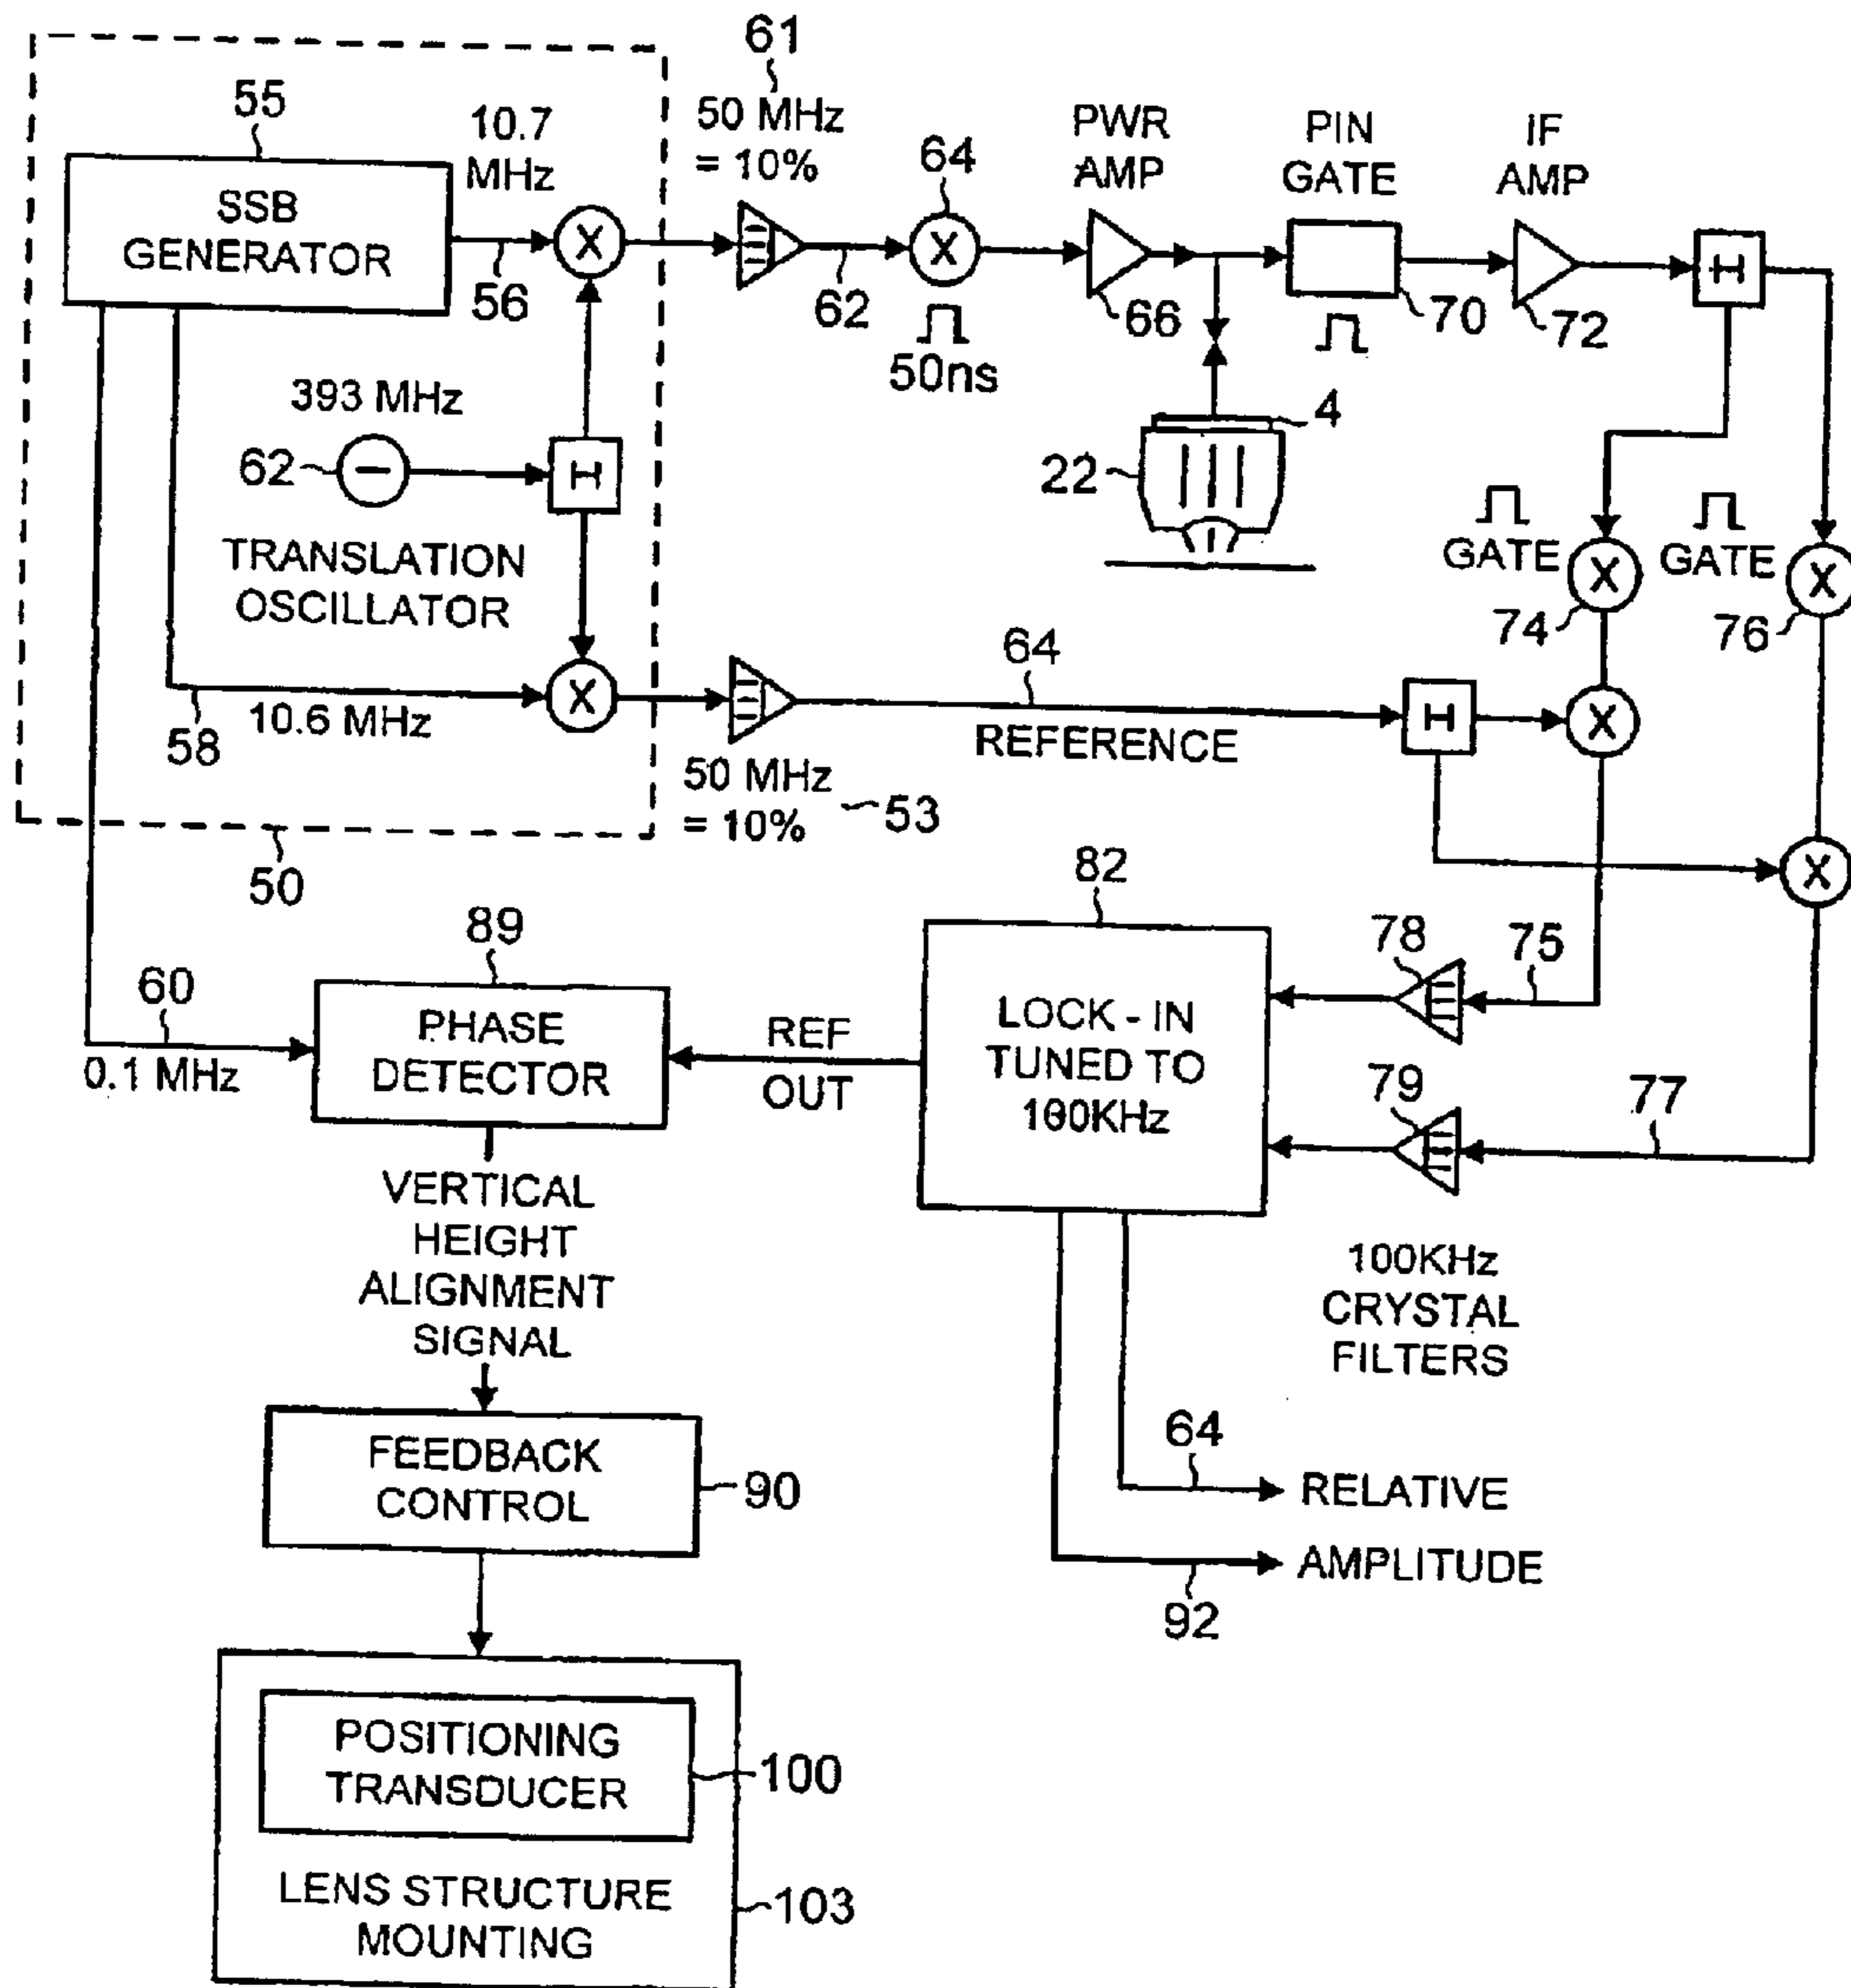 61
55
10.7
MHz
50 MHz
= 10%
64
PWR
AMP
PIN
GATE
IF
AMP
SSB
GENERATOR
X
X
H
56
62
66
70
72
50ns
393 MHz
62
H
4
22
TRANSLATION
OSCILLATOR
GATE
X
74
GATE
X
76
64
X
H
X
58
10.6 MHz
REFERENCE
50 MHz
= 10%
53
50
82
X
89
78
75
60
PHASE
DETECTOR
REF
OUT
LOCK - IN
TUNED TO
100KHz
0.1 MHz
79
77
VERTICAL
HEIGHT
ALIGNMENT
SIGNAL
100KHz
CRYSTAL
FILTERS
FEEDBACK
CONTROL
90
64
RELATIVE
AMPLITUDE
92
POSITIONING
TRANSDUCER
100
LENS STRUCTURE
MOUNTING
103